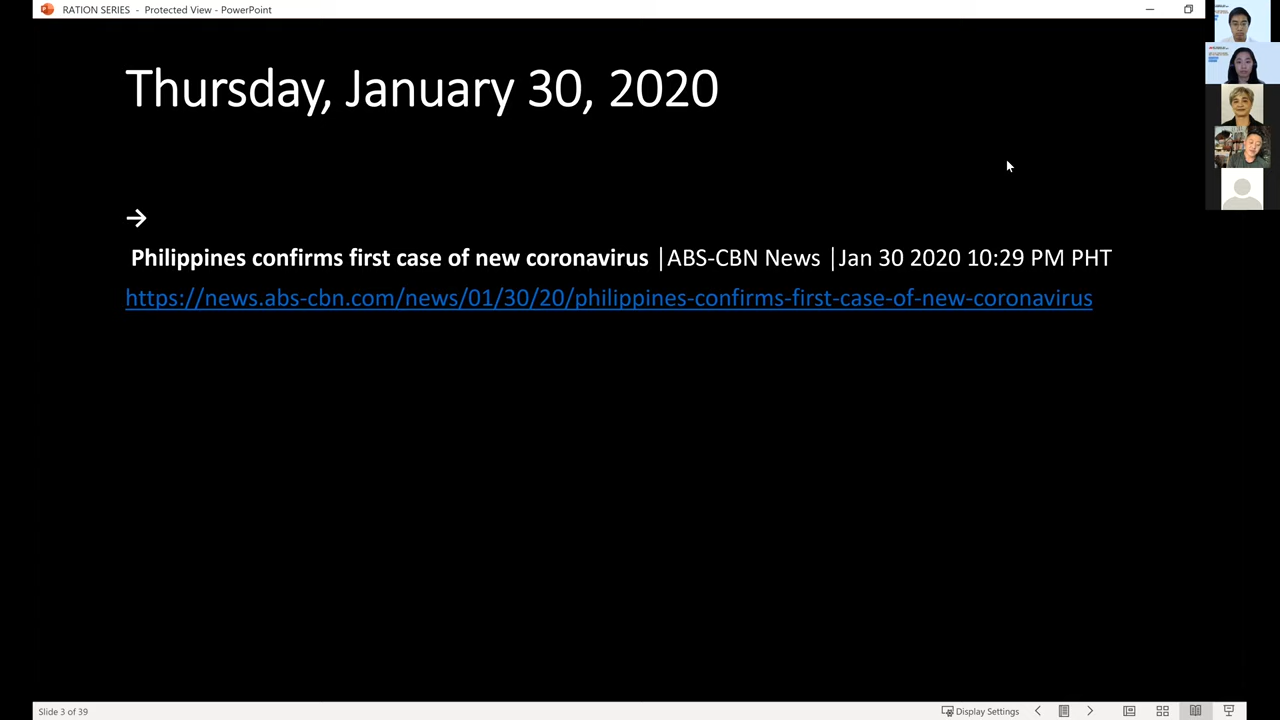 RATION SERIES - Protected View - PowerPoint
Thursday, January 30, 2020
→
Philippines confirms first case of new coronavirus |ABS-CBN News |Jan 30 2020 10:29 PM PHT
https://news.abs-cbn.com/news/01/30/20/philippines-confirms-first-case-of-new-coronavirus
Slide 3 of 39
Display Settings